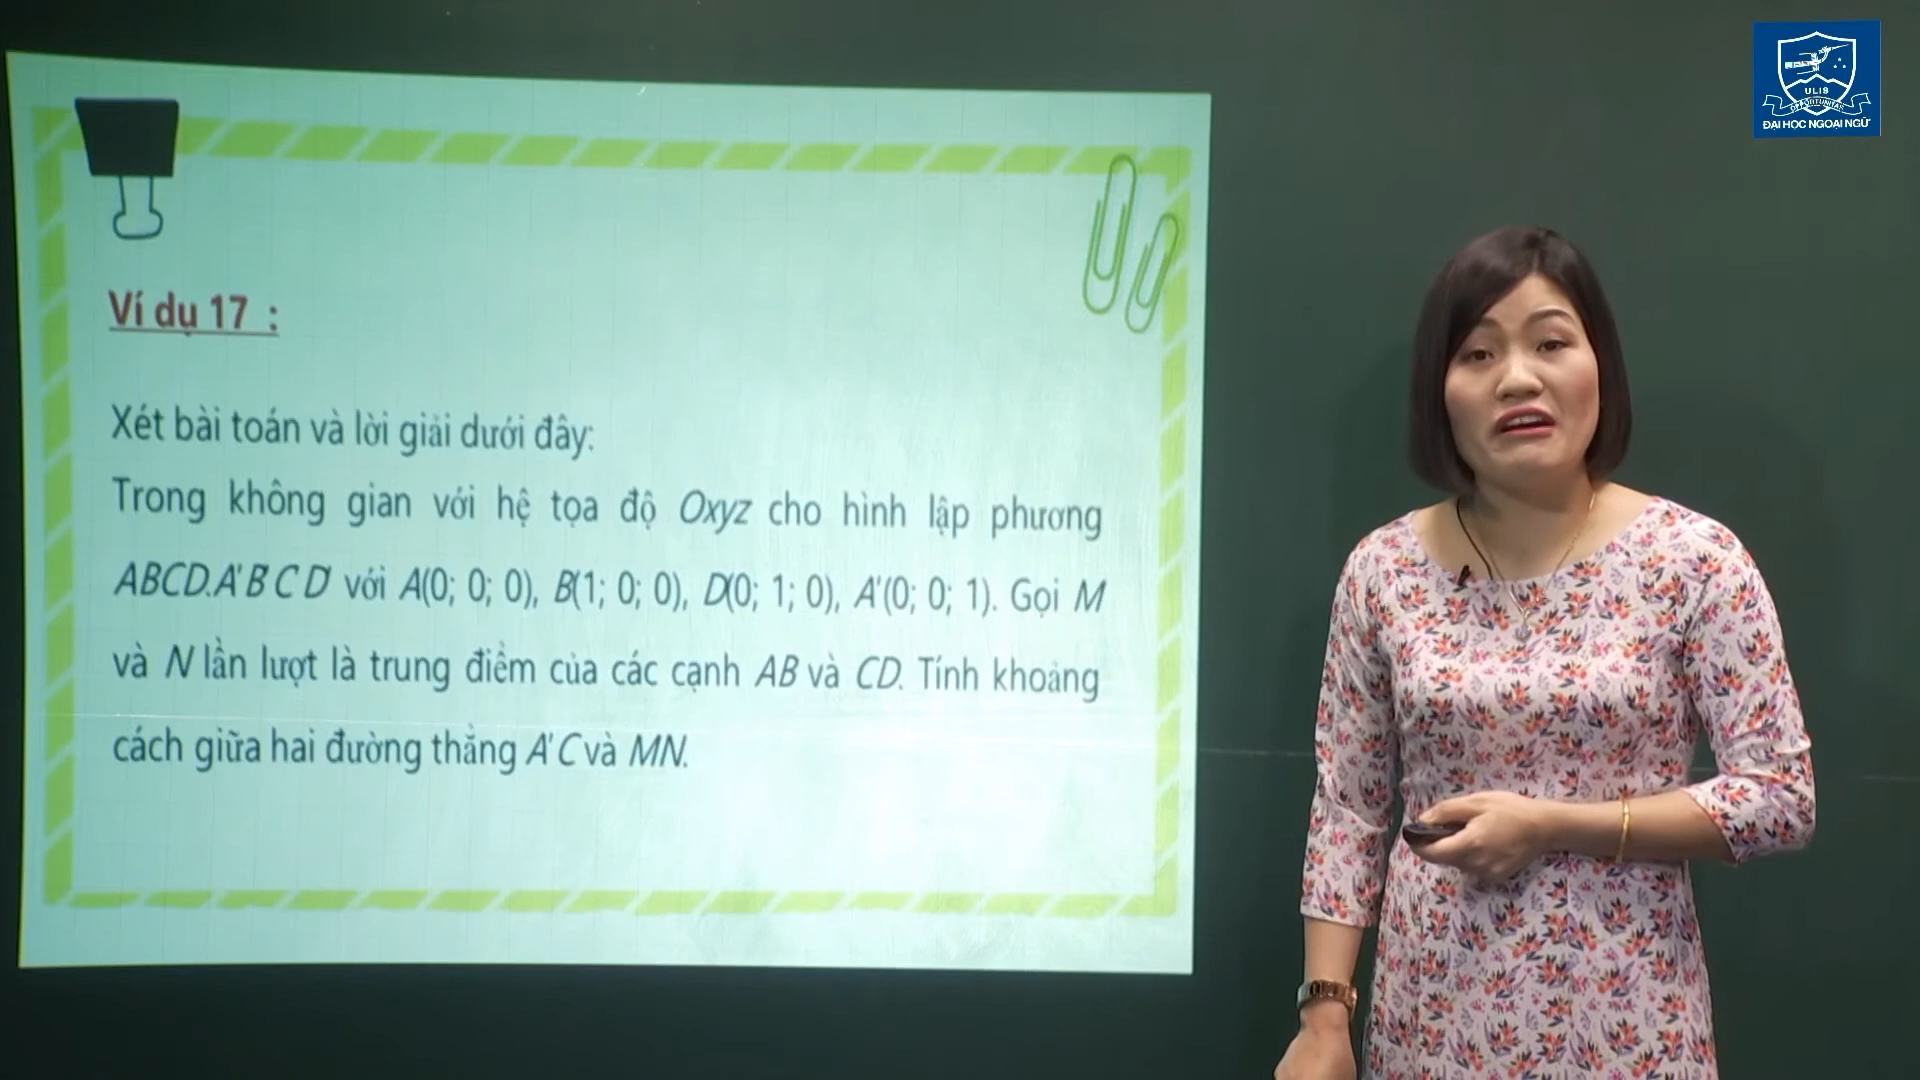 Ví dụ 17 :
Xét bài toán và lời giải dưới đây:
Trong không gian với hệ tọa độ Oxyz cho hình lập phương
ABCD.A'B'C'D' với A(0; 0; 0), B(1; 0; 0), D(0; 1; 0), A'(0; 0; 1). Gọi M
và N lần lượt là trung điểm của các cạnh AB và CD. Tính khoảng
cách giữa hai đường thẳng A'C và MN.
ULIS
OPPORTUNITAS
ĐẠI HỌC NGOẠI NGỮ